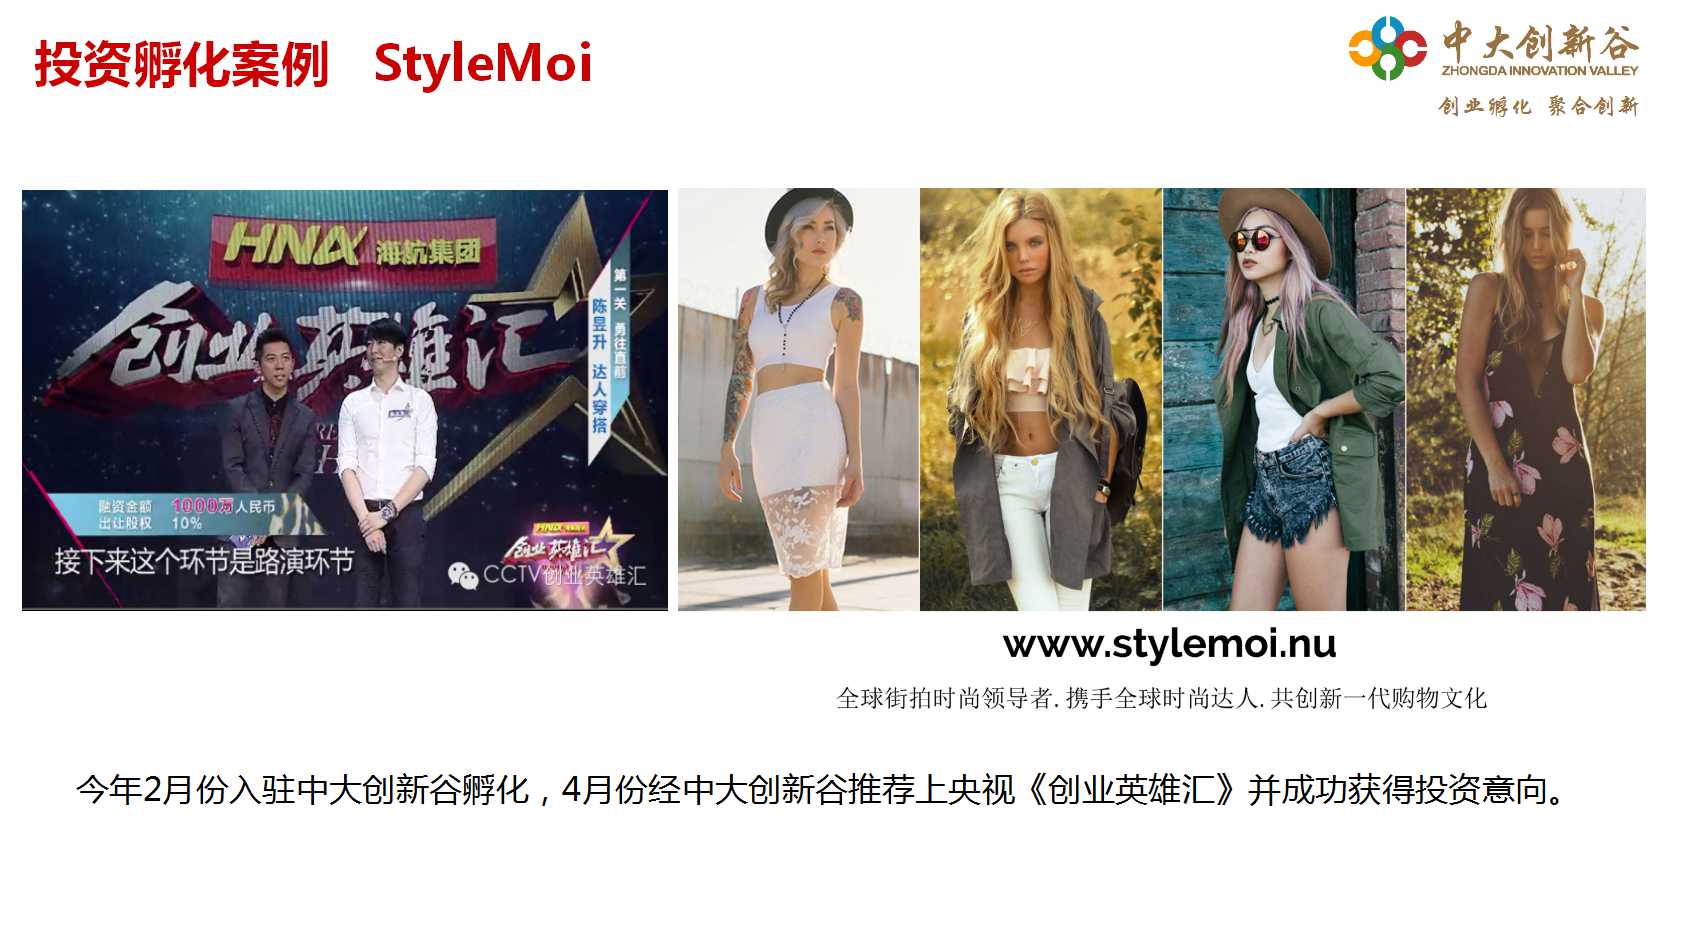 投资孵化案例 StyleMoi
中大创新谷
ZHONGDA INNOVATION VALLEY
创业孵化 聚合创新
HNA 海航集团
创业英雄汇
第一关 勇往直前
陈昱升 达人穿搭
融资金额 1000万人民币
出让股权 10%
接下来这个环节是路演环节
HNA
创业英雄汇
CCTV创业英雄汇
www.stylemoi.nu
全球街拍时尚领导者.携手全球时尚达人.共创新一代购物文化
今年2月份入驻中大创新谷孵化，4月份经中大创新谷推荐上央视《创业英雄汇》并成功获得投资意向。